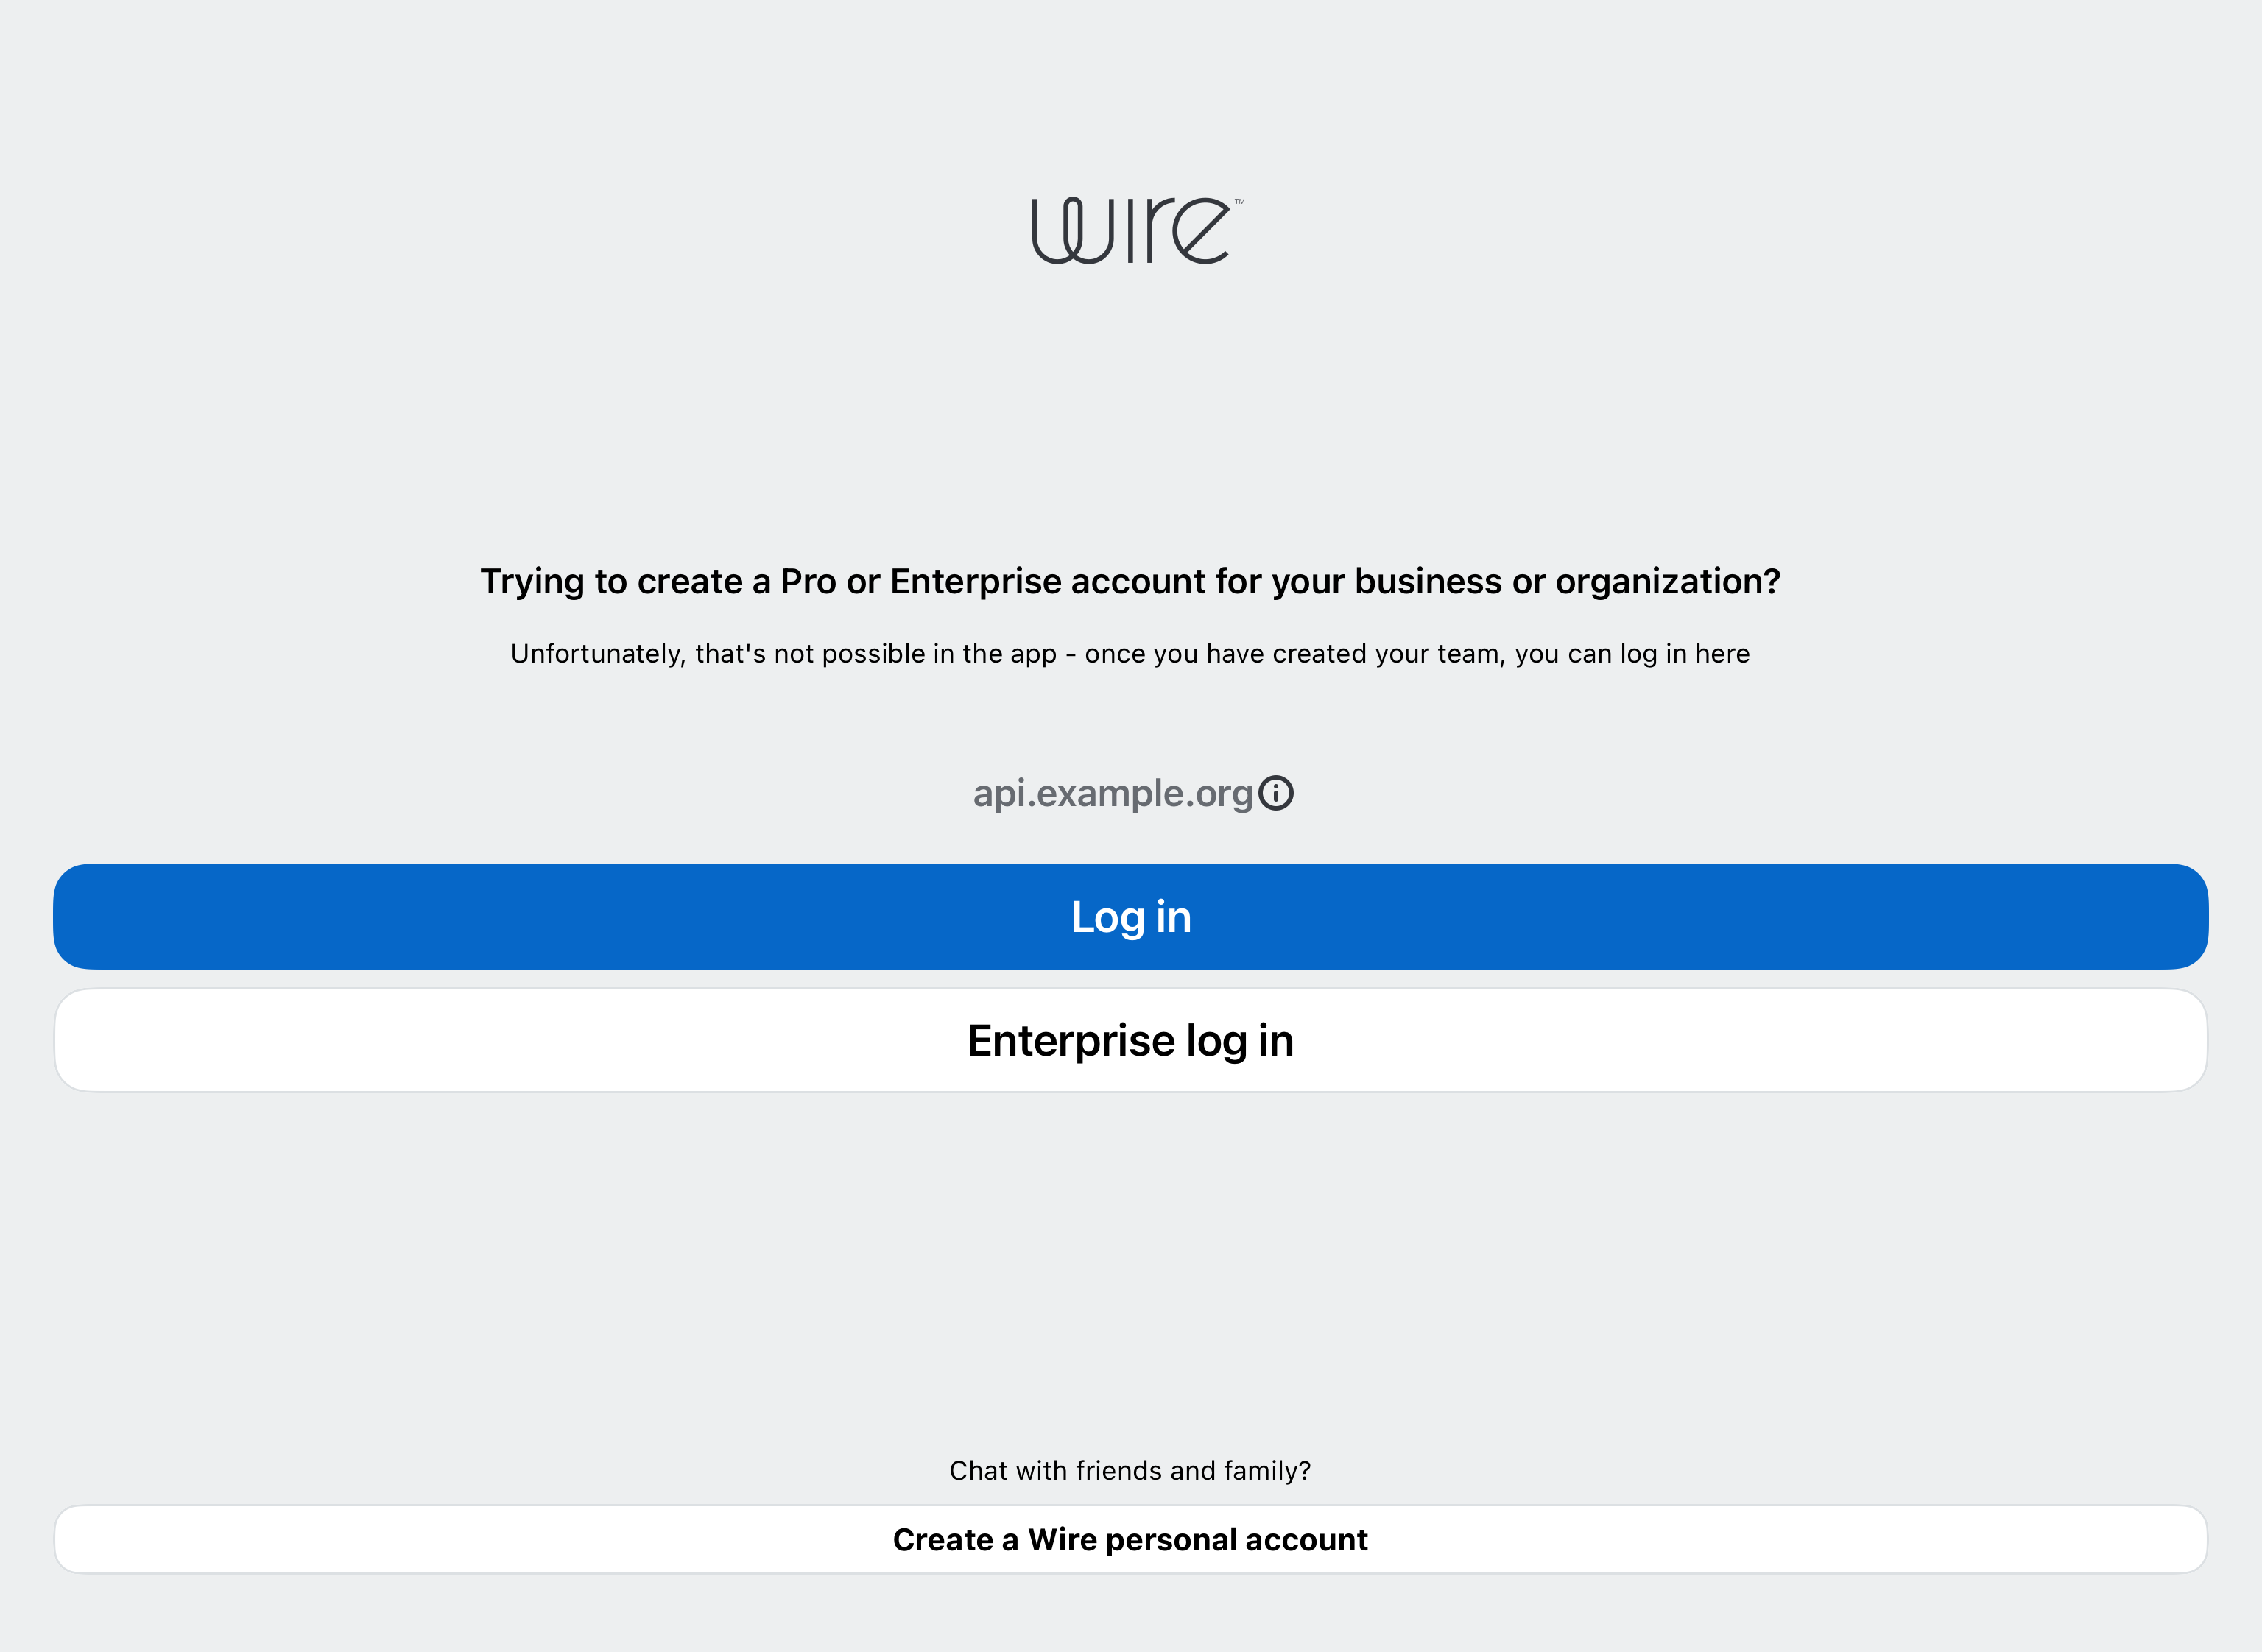 wire™
Trying to create a Pro or Enterprise account for your business or organization?
Unfortunately, that's not possible in the app - once you have created your team, you can log in here
api.example.org
Log in
Enterprise log in
Chat with friends and family?
Create a Wire personal account